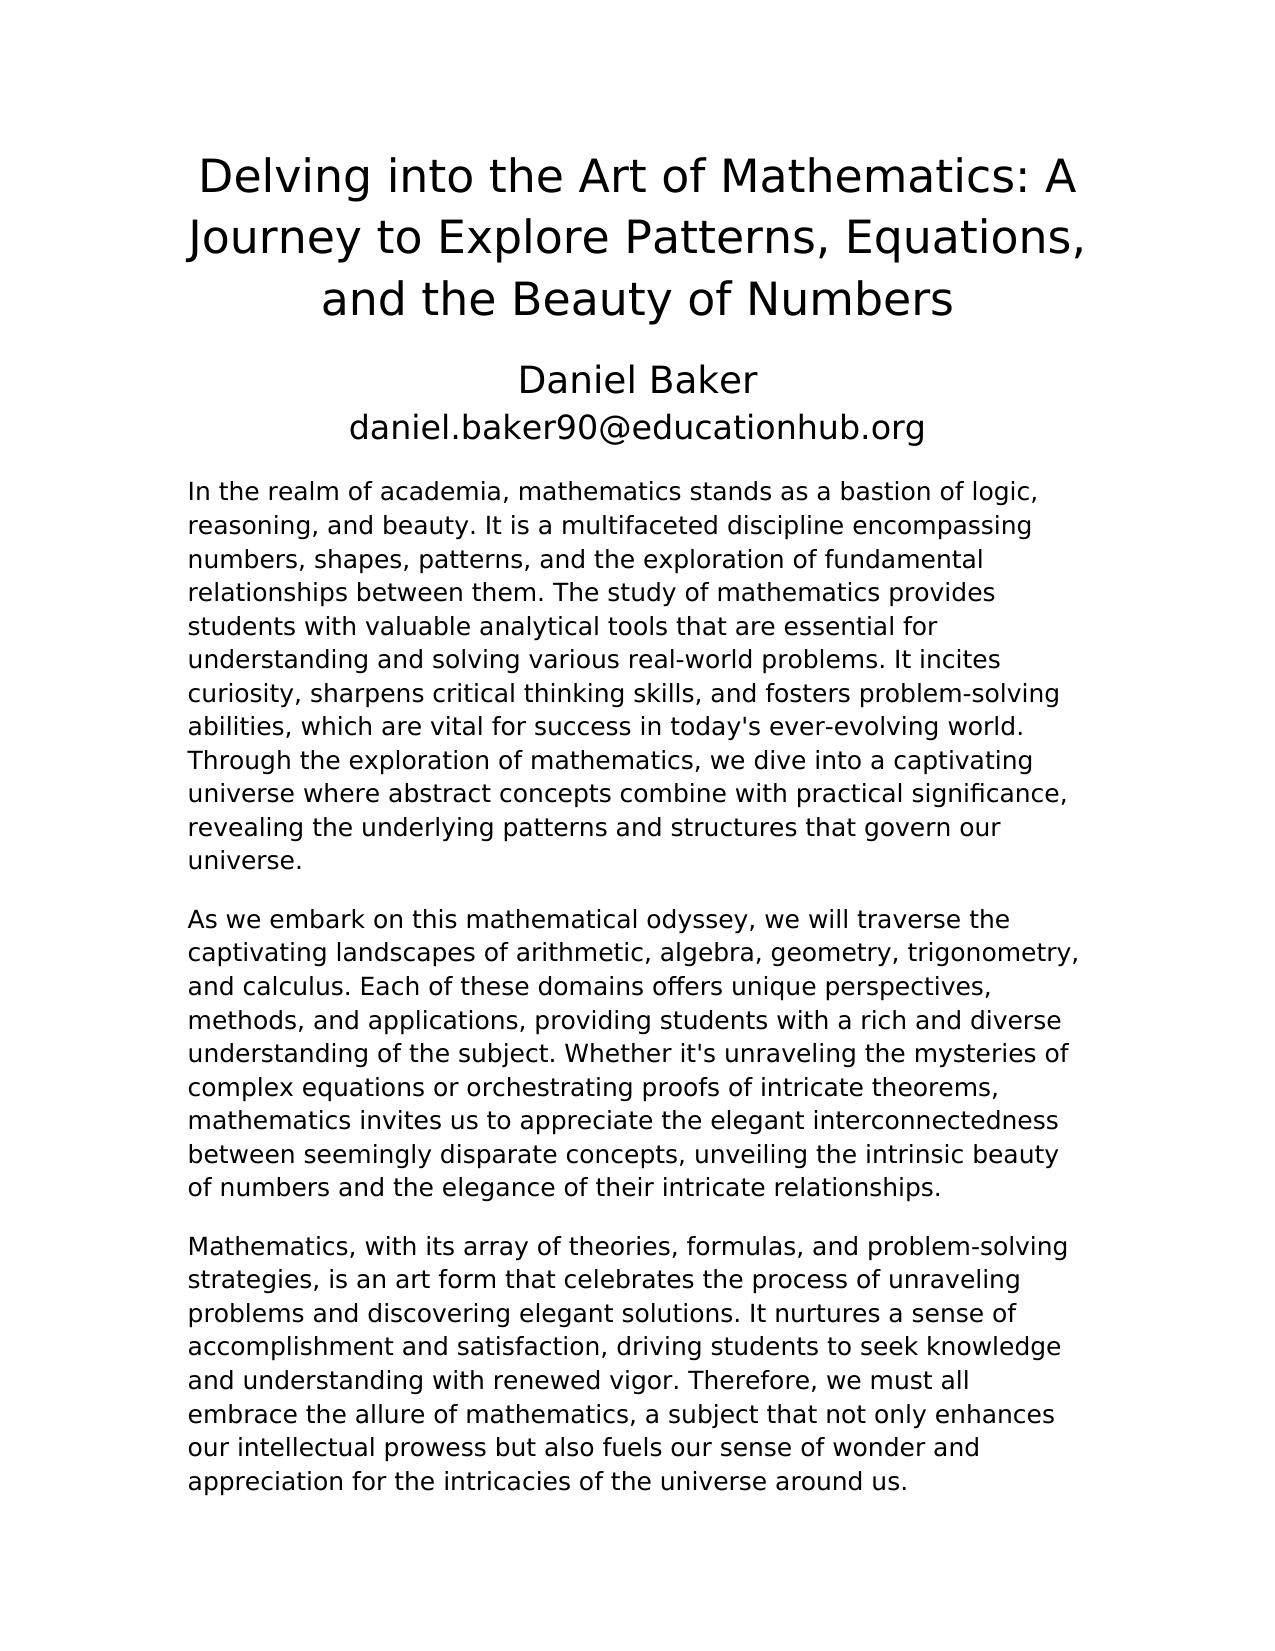 Delving into the Art of Mathematics: A
Journey to Explore Patterns, Equations,
and the Beauty of Numbers
Daniel Baker
daniel.baker90@educationhub.org
In the realm of academia, mathematics stands as a bastion of logic,
reasoning, and beauty. It is a multifaceted discipline encompassing
numbers, shapes, patterns, and the exploration of fundamental
relationships between them. The study of mathematics provides
students with valuable analytical tools that are essential for
understanding and solving various real-world problems. It incites
curiosity, sharpens critical thinking skills, and fosters problem-solving
abilities, which are vital for success in today's ever-evolving world.
Through the exploration of mathematics, we dive into a captivating
universe where abstract concepts combine with practical significance,
revealing the underlying patterns and structures that govern our
universe.
As we embark on this mathematical odyssey, we will traverse the
captivating landscapes of arithmetic, algebra, geometry, trigonometry,
and calculus. Each of these domains offers unique perspectives,
methods, and applications, providing students with a rich and diverse
understanding of the subject. Whether it's unraveling the mysteries of
complex equations or orchestrating proofs of intricate theorems,
mathematics invites us to appreciate the elegant interconnectedness
between seemingly disparate concepts, unveiling the intrinsic beauty
of numbers and the elegance of their intricate relationships.
Mathematics, with its array of theories, formulas, and problem-solving
strategies, is an art form that celebrates the process of unraveling
problems and discovering elegant solutions. It nurtures a sense of
accomplishment and satisfaction, driving students to seek knowledge
and understanding with renewed vigor. Therefore, we must all
embrace the allure of mathematics, a subject that not only enhances
our intellectual prowess but also fuels our sense of wonder and
appreciation for the intricacies of the universe around us.